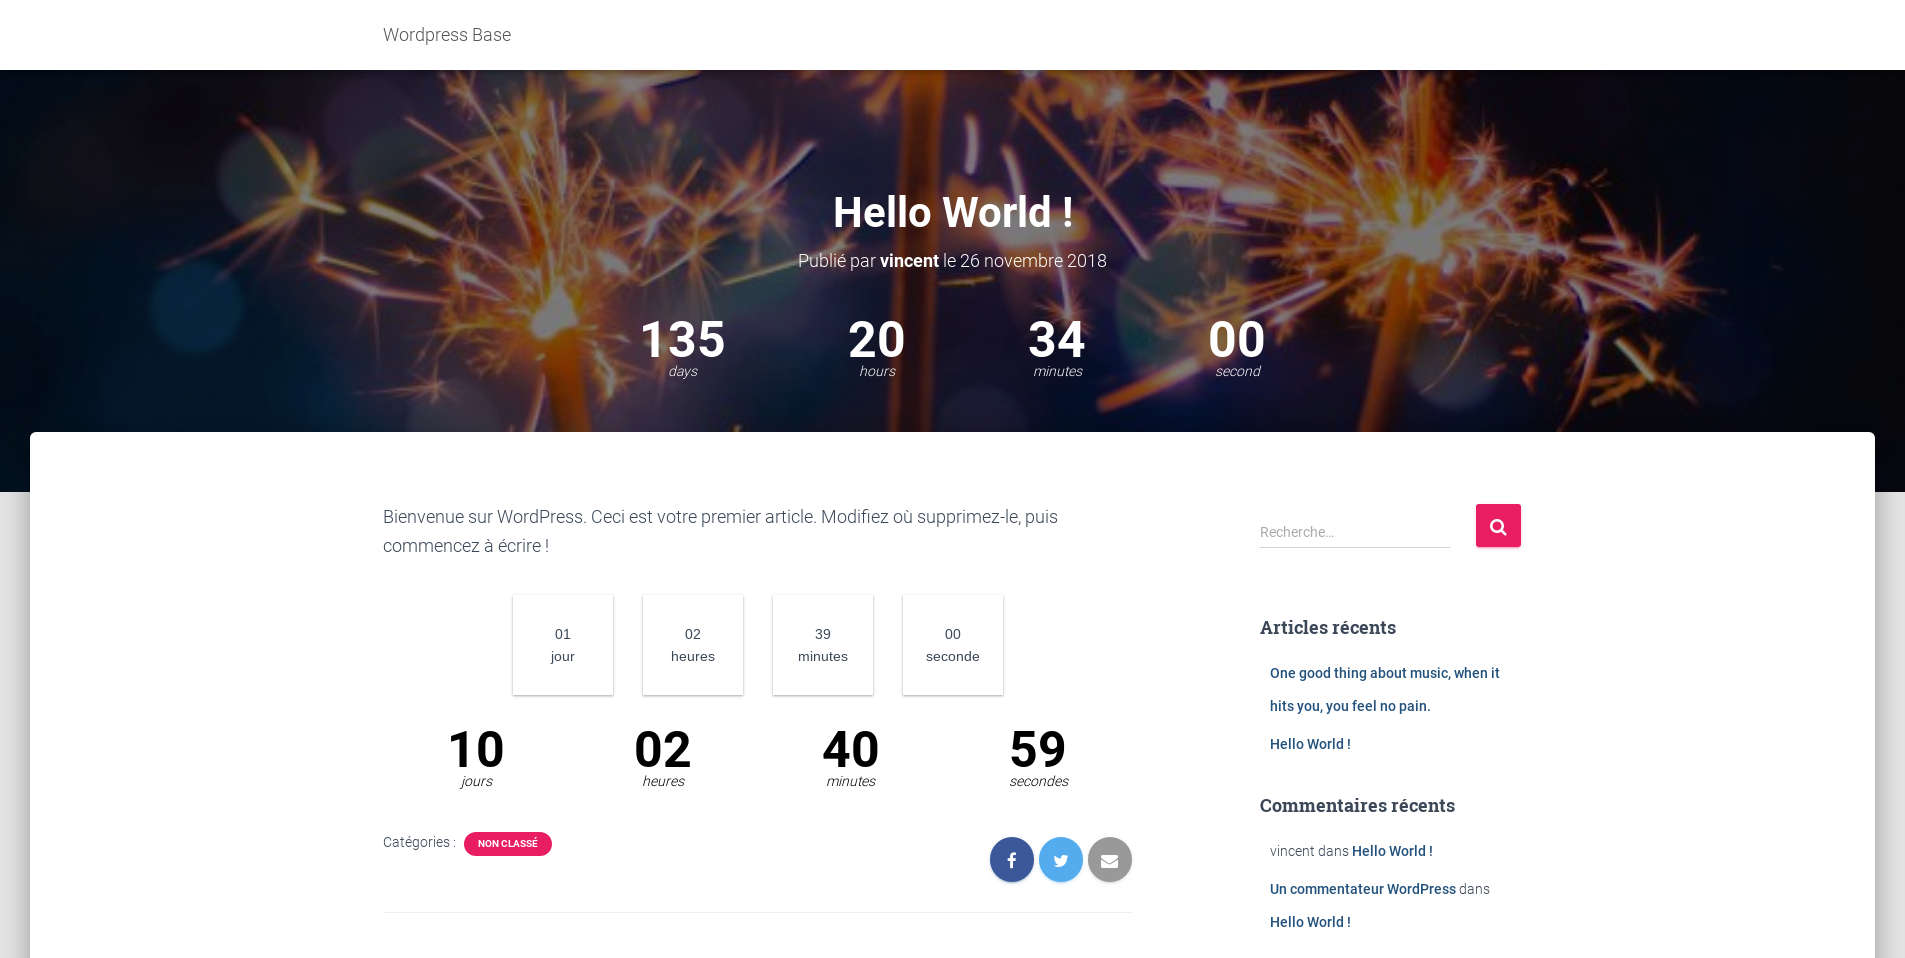 Wordpress Base
Hello World !
Publié par vincent le 26 novembre 2018
135 20 34 00
days hours minutes second
Bienvenue sur WordPress. Ceci est votre premier article. Modifiez où supprimez-le, puis
commencez à écrire !
01 02 39 00
jour heures minutes seconde
10 02 40 59
jours heures minutes secondes
Catégories : NON CLASSÉ
Recherche…
Articles récents
One good thing about music, when it
hits you, you feel no pain.
Hello World !
Commentaires récents
vincent dans Hello World !
Un commentateur WordPress dans
Hello World !